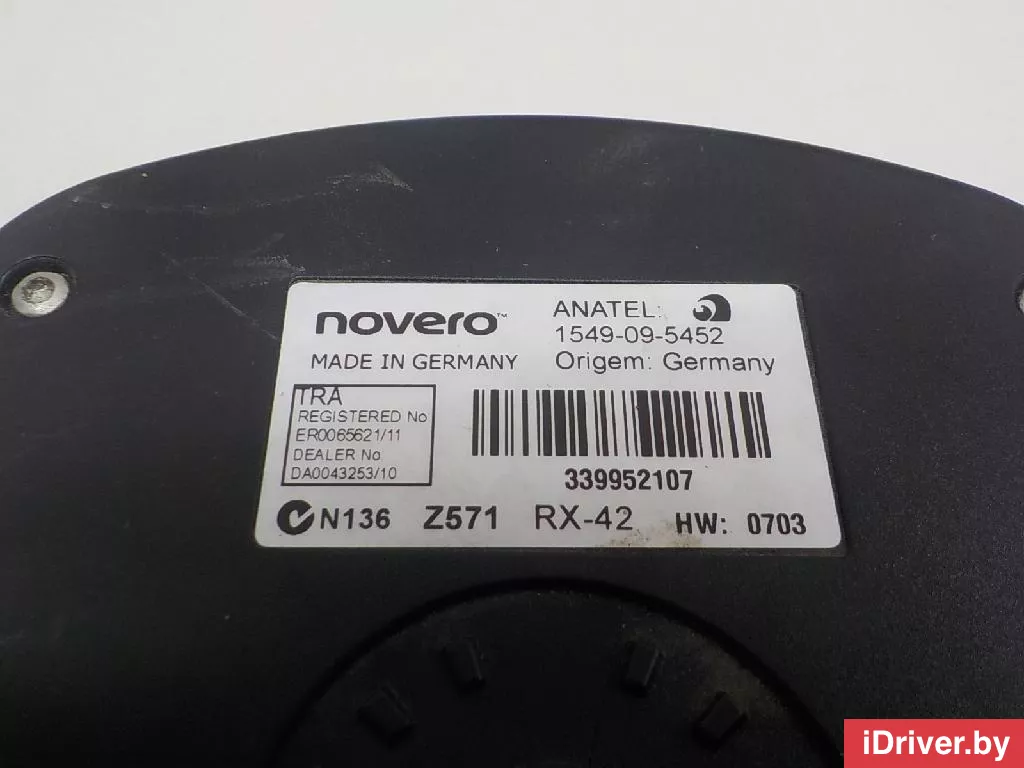 novero™
MADE IN GERMANY
ANATEL:
1549-09-5452
Origem: Germany
TRA
REGISTERED No
ER0065621/11
DEALER No
DA0043253/10
339952107
N136 Z571 RX-42 HW: 0703
iDriver.by